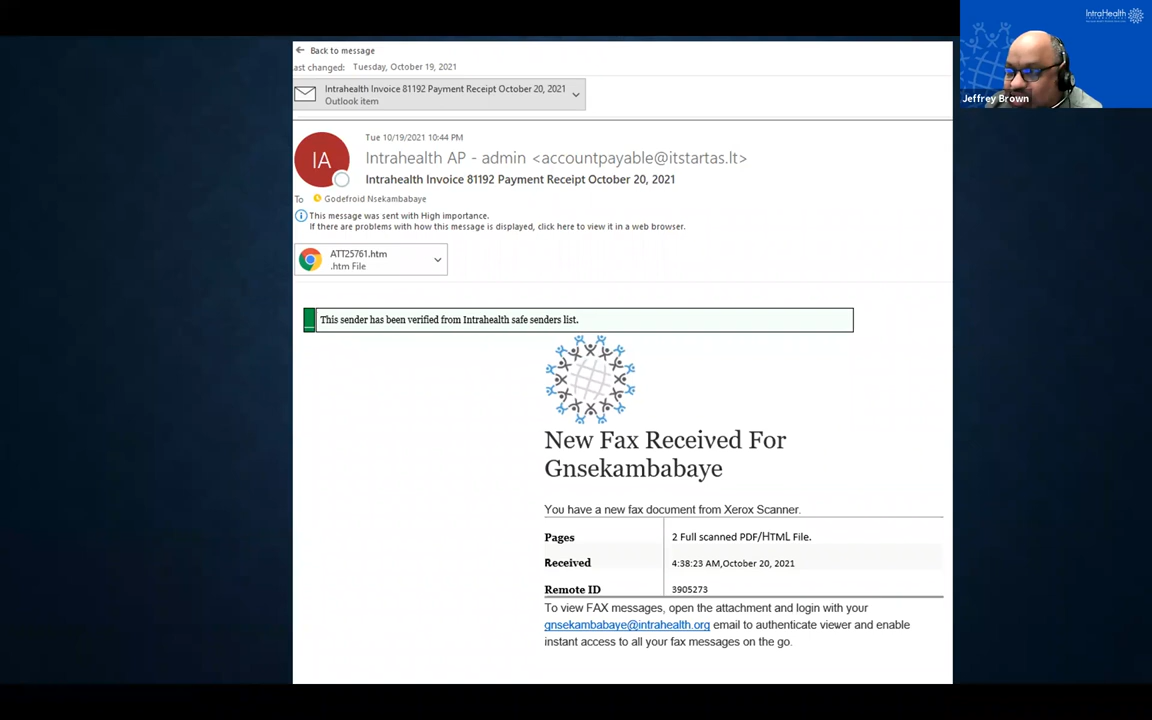 IntraHealth
Jeffrey Brown
Back to message
ast changed: Tuesday, October 19, 2021
Intrahealth Invoice 81192 Payment Receipt October 20, 2021
Outlook item
Tue 10/19/2021 10:44 PM
IA
Intrahealth AP - admin <accountpayable@itstartas.lt>
Intrahealth Invoice 81192 Payment Receipt October 20, 2021
To Godefroid Nsekambabaye
This message was sent with High importance.
If there are problems with how this message is displayed, click here to view it in a web browser.
ATT25761.htm
.htm File
This sender has been verified from Intrahealth safe senders list.
New Fax Received For
Gnsekambabaye
You have a new fax document from Xerox Scanner.
Pages 2 Full scanned PDF/HTML File.
Received 4:38:23 AM,October 20, 2021
Remote ID 3905273
To view FAX messages, open the attachment and login with your
gnsekambabaye@intrahealth.org email to authenticate viewer and enable
instant access to all your fax messages on the go.